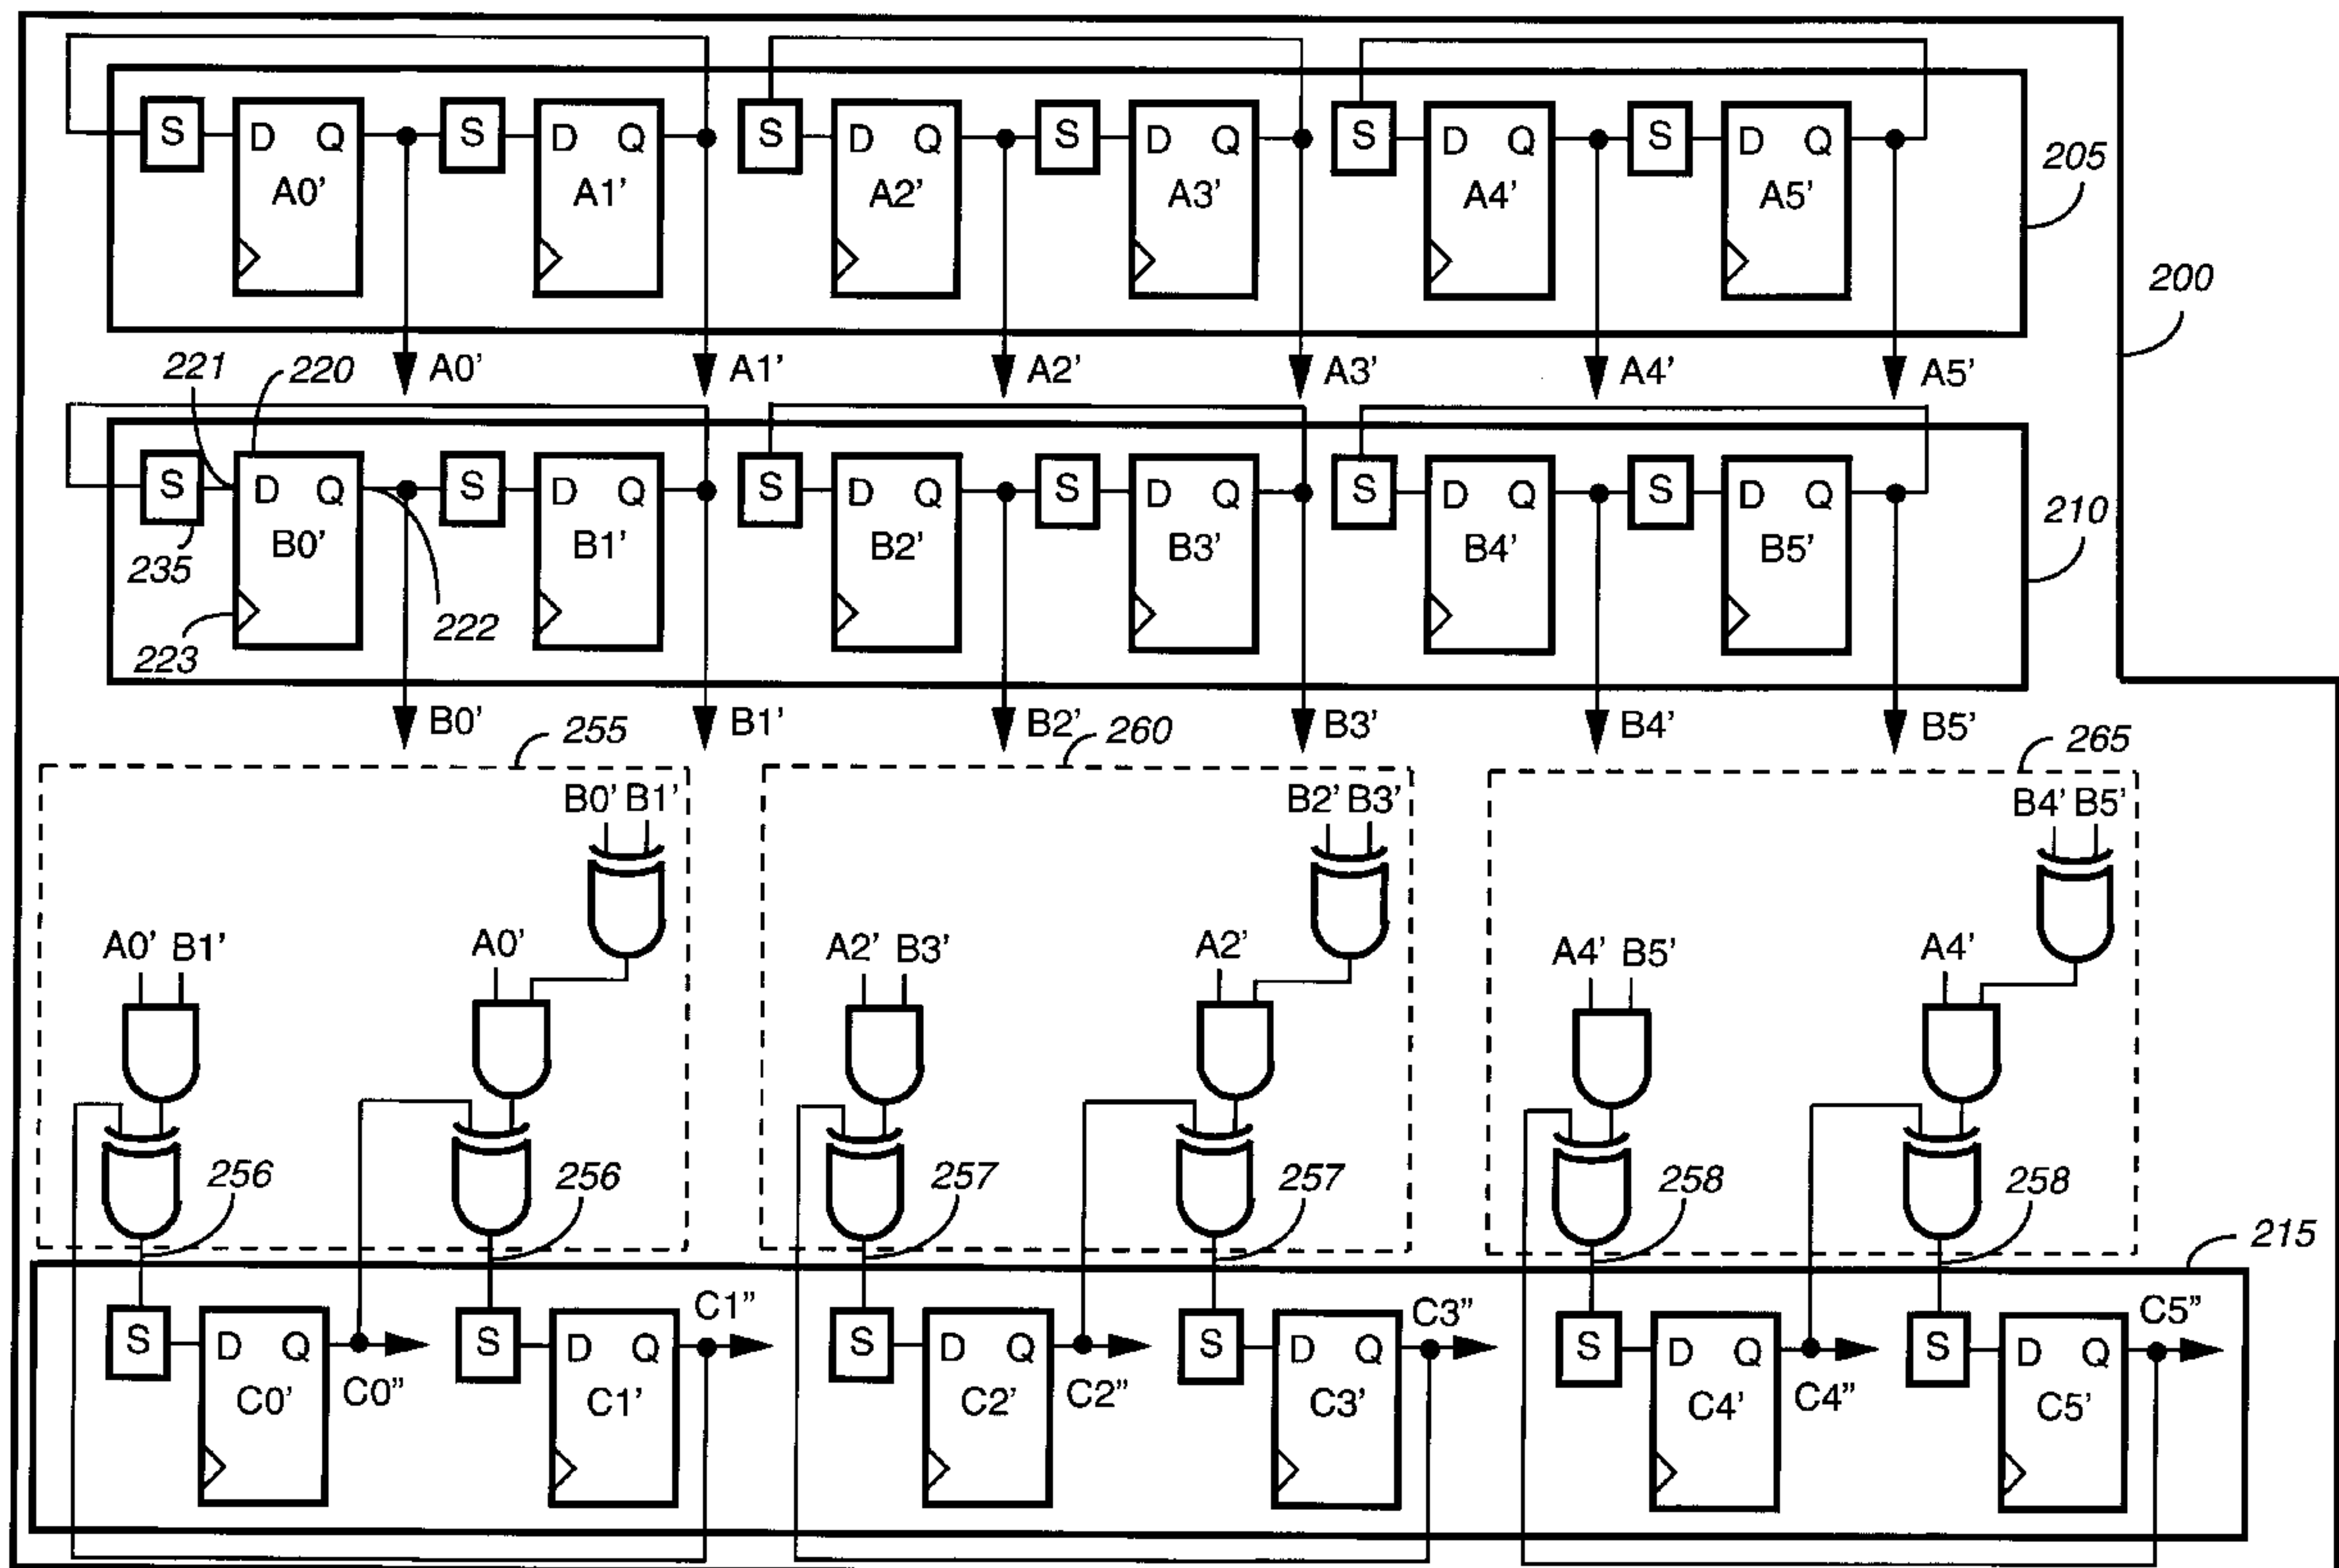 S D Q S D Q S D Q S D Q S D Q S D Q
A0' A1' A2' A3' A4' A5'
205
200
A0' A1' A2' A3' A4' A5'
221 220
S D Q S D Q S D Q S D Q S D Q S D Q
B0' B1' B2' B3' B4' B5'
210
235
222
223
B0' B1' B2' B3' B4' B5'
255 260 265
B0' B1' B2' B3' B4' B5'
A0' B1' A0' A2' B3' A2' A4' B5' A4'
256 256 257 257 258 258
215
C1” C3” C5”
S D Q S D Q S D Q S D Q S D Q S D Q
C0' C0” C1' C2' C2” C3' C4' C4” C5'